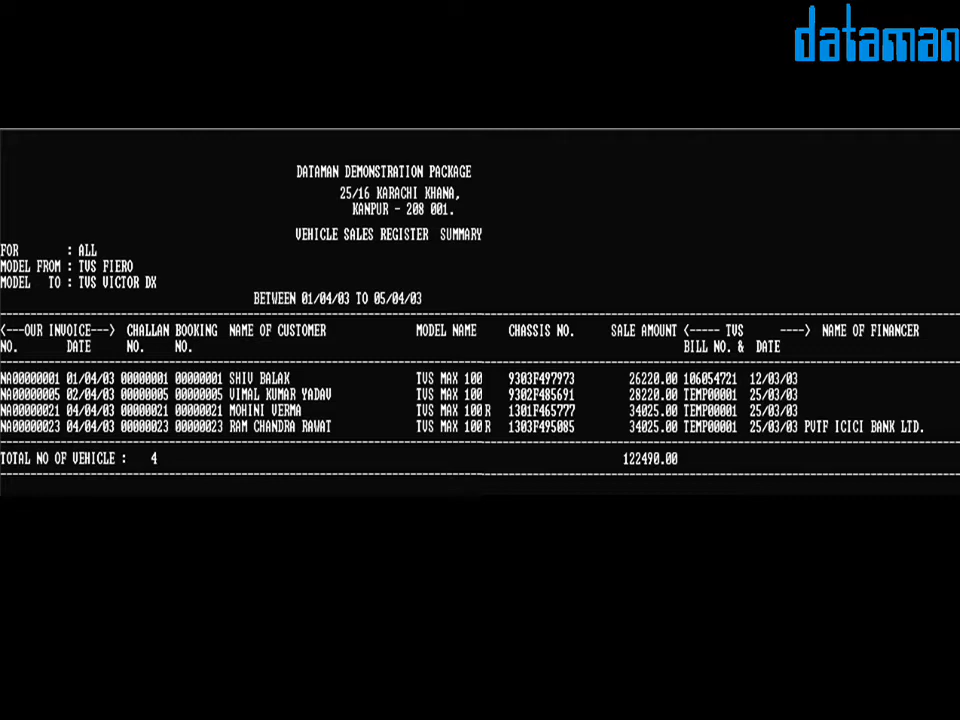 dataman
DATAMAN DEMONSTRATION PACKAGE
25/16 KARACHI KHANA,
KANPUR - 208 001.
VEHICLE SALES REGISTER SUMMARY
FOR : ALL
MODEL FROM : TVS FIERO
MODEL TO : TVS VICTOR DX
BETWEEN 01/04/03 TO 05/04/03
<---OUR INVOICE---> CHALLAN BOOKING NAME OF CUSTOMER MODEL NAME CHASSIS NO. SALE AMOUNT <----- TVS ----> NAME OF FINANCER
NO. DATE NO. NO. BILL NO. & DATE
NA00000001 01/04/03 00000001 00000001 SHIV BALAK TVS MAX 100 9303F497973 26220.00 106054721 12/03/03
NA00000005 02/04/03 00000005 00000005 VIMAL KUMAR YADAV TVS MAX 100 9302F485691 28220.00 TEMP00001 25/03/03
NA00000021 04/04/03 00000021 00000021 MOHINI VERMA TVS MAX 100R 1301F465777 34025.00 TEMP00001 25/03/03
NA00000023 04/04/03 00000023 00000023 RAM CHANDRA RAWAT TVS MAX 100R 1303F495085 34025.00 TEMP00001 25/03/03 PVTF ICICI BANK LTD.
TOTAL NO OF VEHICLE : 4 122490.00